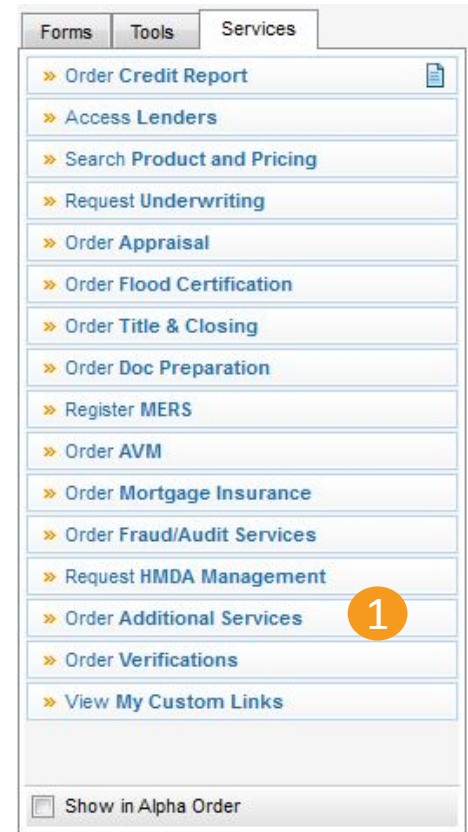 Forms Tools Services
» Order Credit Report
» Access Lenders
» Search Product and Pricing
» Request Underwriting
» Order Appraisal
» Order Flood Certification
» Order Title & Closing
» Order Doc Preparation
» Register MERS
» Order AVM
» Order Mortgage Insurance
» Order Fraud/Audit Services
» Request HMDA Management
» Order Additional Services 1
» Order Verifications
» View My Custom Links
Show in Alpha Order